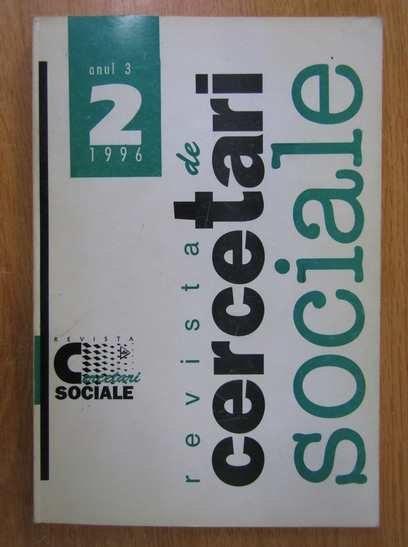 anul 3
2
1996
revista de
cercetari
sociale
REVISTA
Cercetari
SOCIALE